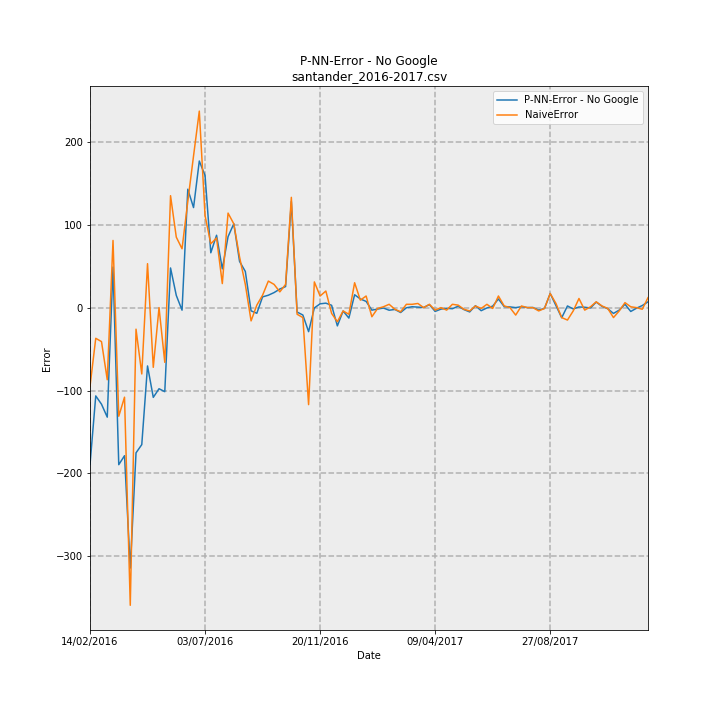 P-NN-Error - No Google
santander_2016-2017.csv
P-NN-Error - No Google
NaiveError
200
100
0
−100
−200
−300
Error
14/02/2016
03/07/2016
20/11/2016
09/04/2017
27/08/2017
Date